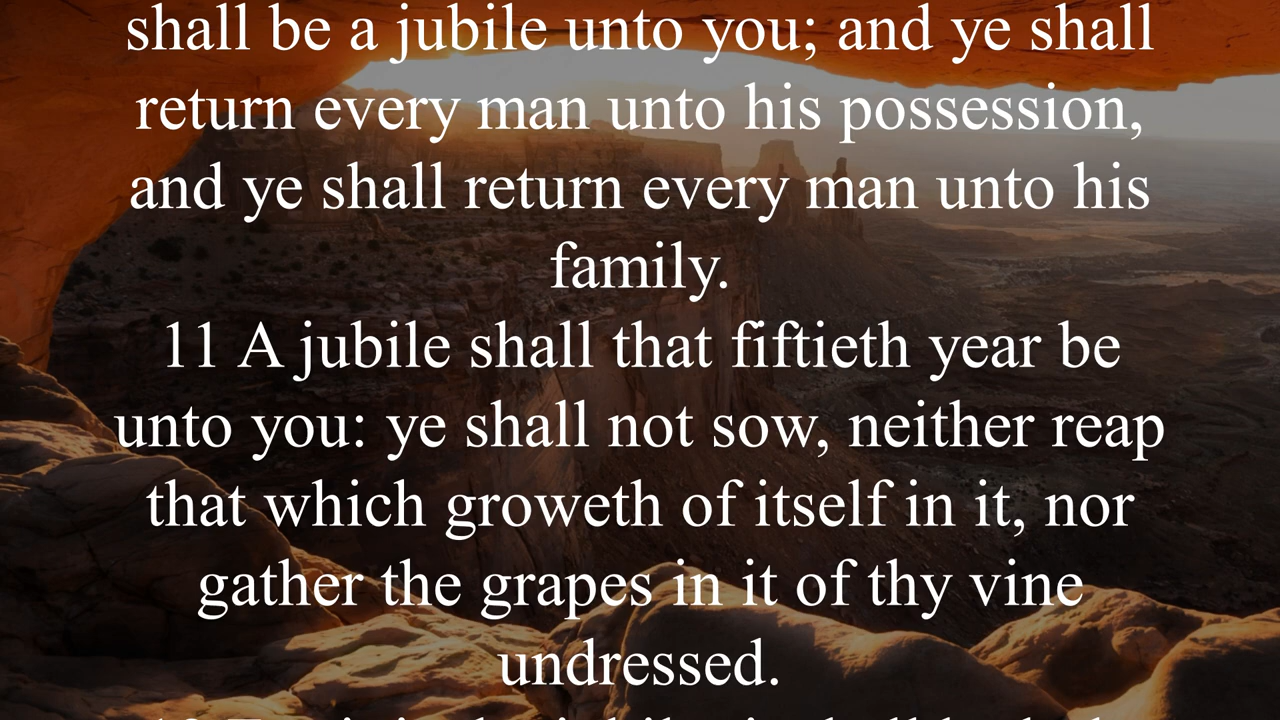 shall be a jubile unto you; and ye shall
return every man unto his possession,
and ye shall return every man unto his
family.
11 A jubile shall that fiftieth year be
unto you: ye shall not sow, neither reap
that which groweth of itself in it, nor
gather the grapes in it of thy vine
undressed.